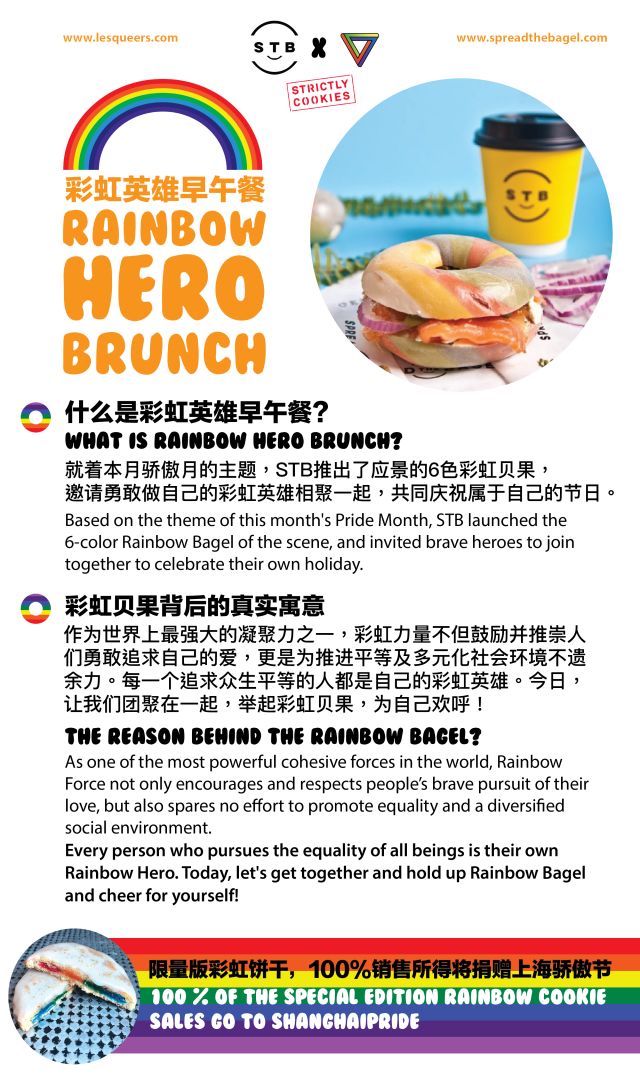 www.lesqueers.com
STB
X
www.spreadthebagel.com
STRICTLY
COOKIES
彩虹英雄早午餐
RAINBOW
HERO
BRUNCH
STB
什么是彩虹英雄早午餐?
WHAT IS RAINBOW HERO BRUNCH?
就着本月骄傲月的主题，STB推出了应景的6色彩虹贝果，
邀请勇敢做自己的彩虹英雄相聚一起，共同庆祝属于自己的节日。
Based on the theme of this month's Pride Month, STB launched the
6-color Rainbow Bagel of the scene, and invited brave heroes to join
together to celebrate their own holiday.
彩虹贝果背后的真实寓意
作为世界上最强大的凝聚力之一，彩虹力量不但鼓励并推崇人
们勇敢追求自己的爱，更是为推进平等及多元化社会环境不遗
余力。每一个追求众生平等的人都是自己的彩虹英雄。今日，
让我们团聚在一起，举起彩虹贝果，为自己欢呼！
THE REASON BEHIND THE RAINBOW BAGEL?
As one of the most powerful cohesive forces in the world, Rainbow
Force not only encourages and respects people’s brave pursuit of their
love, but also spares no effort to promote equality and a diversified
social environment.
Every person who pursues the equality of all beings is their own
Rainbow Hero. Today, let's get together and hold up Rainbow Bagel
and cheer for yourself!
限量版彩虹饼干，100%销售所得将捐赠上海骄傲节
100 % OF THE SPECIAL EDITION RAINBOW COOKIE
SALES GO TO SHANGHAIPRIDE